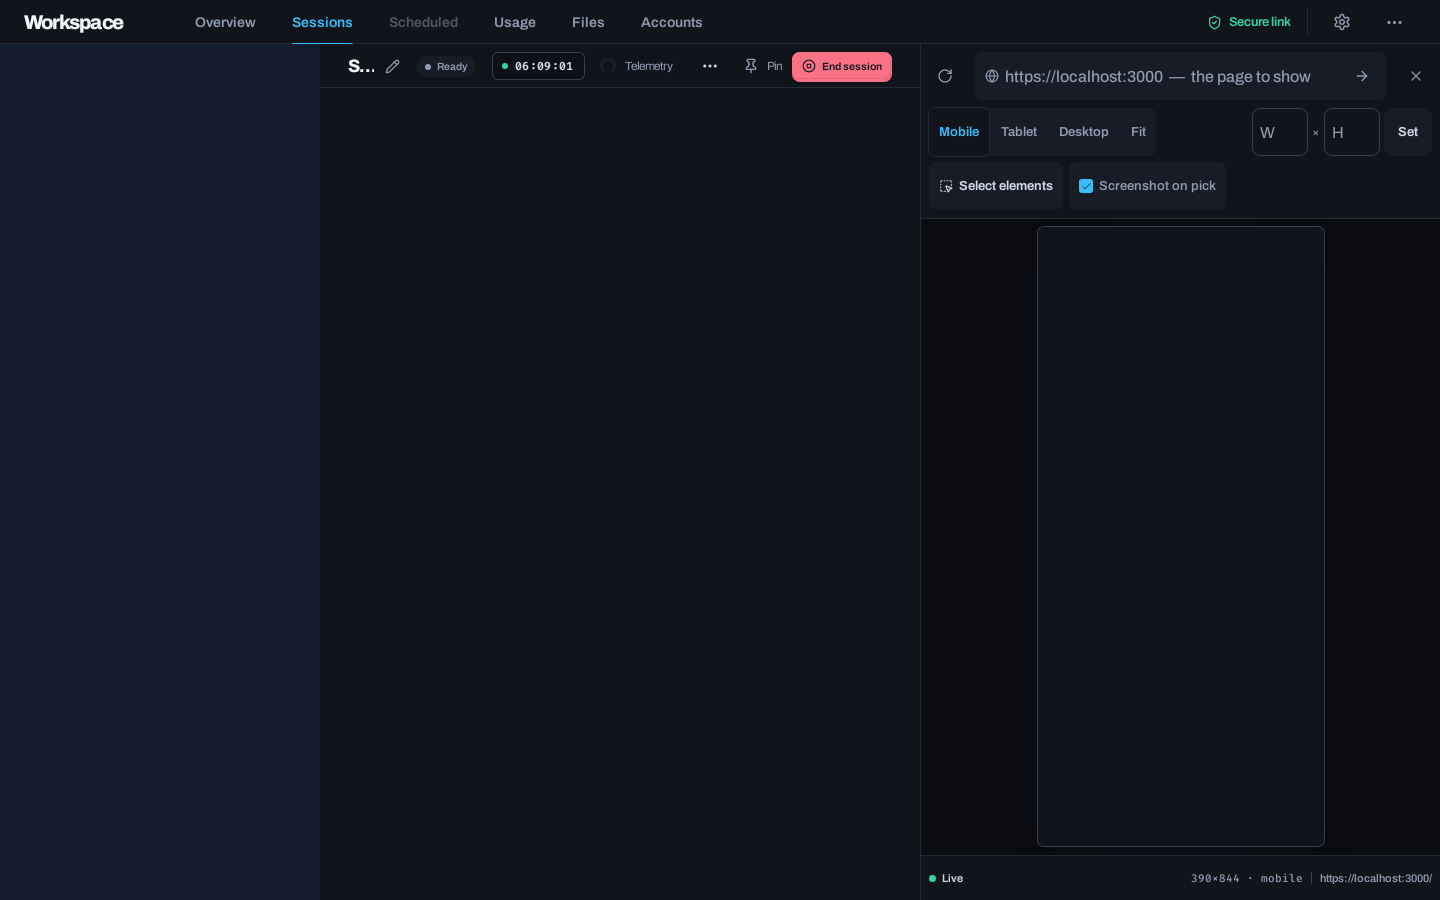 Workspace Overview Sessions Scheduled Usage Files Accounts Secure link
S... Ready 06:09:01 Telemetry Pin End session
https://localhost:3000 — the page to show
Mobile Tablet Desktop Fit W × H Set
Select elements Screenshot on pick
Live 390×844 · mobile https://localhost:3000/